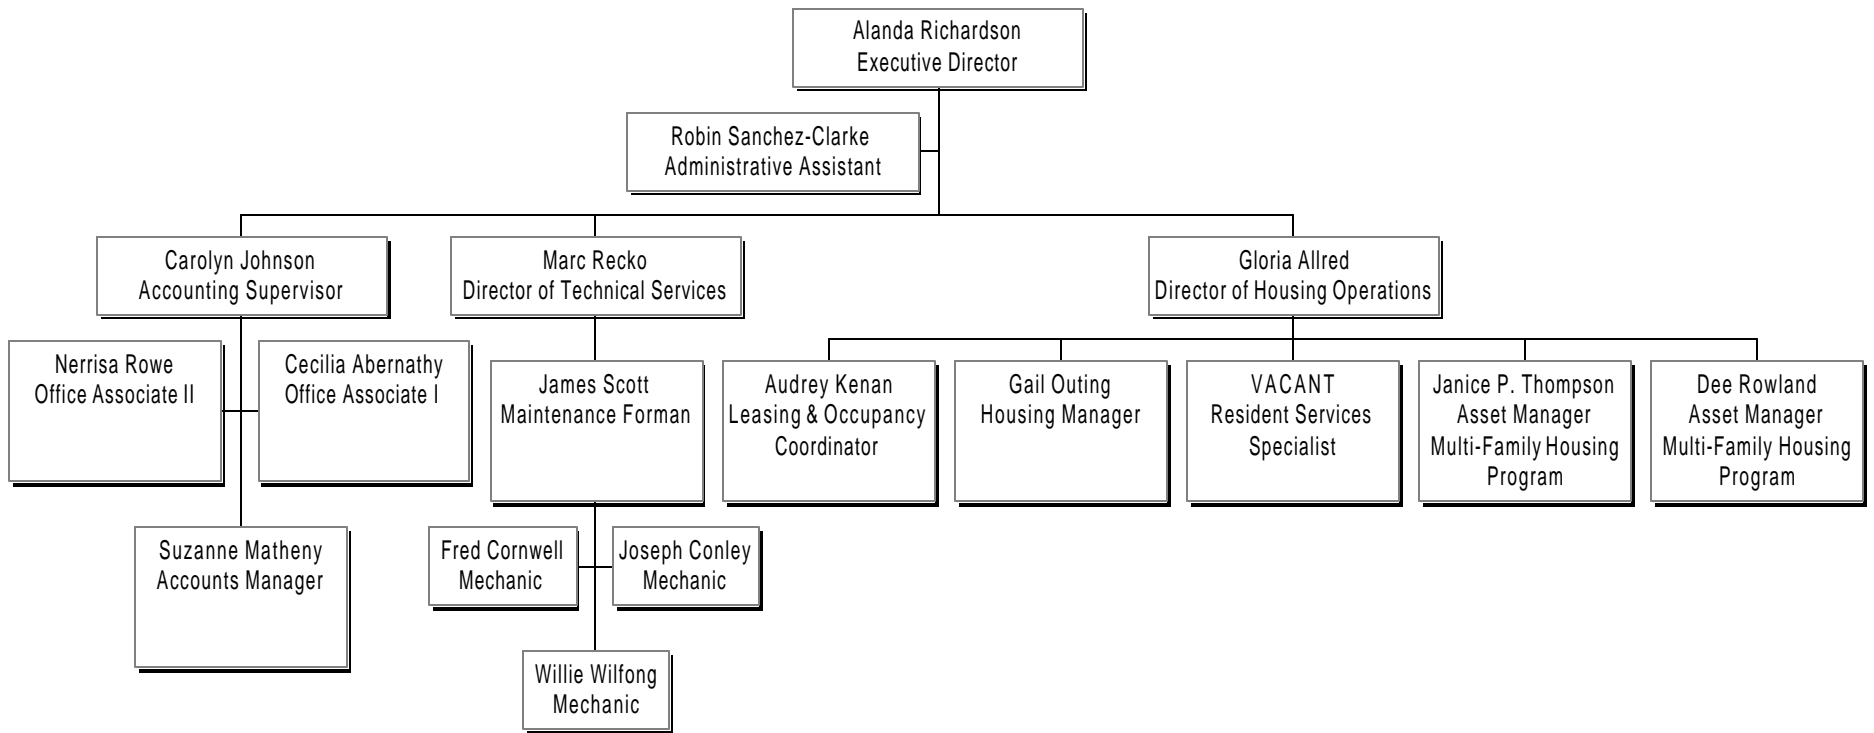 Alanda Richardson
Executive Director
Robin Sanchez-Clarke
Administrative Assistant
Carolyn Johnson
Accounting Supervisor
Marc Recko
Director of Technical Services
Gloria Allred
Director of Housing Operations
Nerrisa Rowe
Office Associate II
Cecilia Abernathy
Office Associate I
James Scott
Maintenance Forman
Audrey Kenan
Leasing & Occupancy
Coordinator
Gail Outing
Housing Manager
VACANT
Resident Services
Specialist
Janice P. Thompson
Asset Manager
Multi-Family Housing
Program
Dee Rowland
Asset Manager
Multi-Family Housing
Program
Suzanne Matheny
Accounts Manager
Fred Cornwell
Mechanic
Joseph Conley
Mechanic
Willie Wilfong
Mechanic